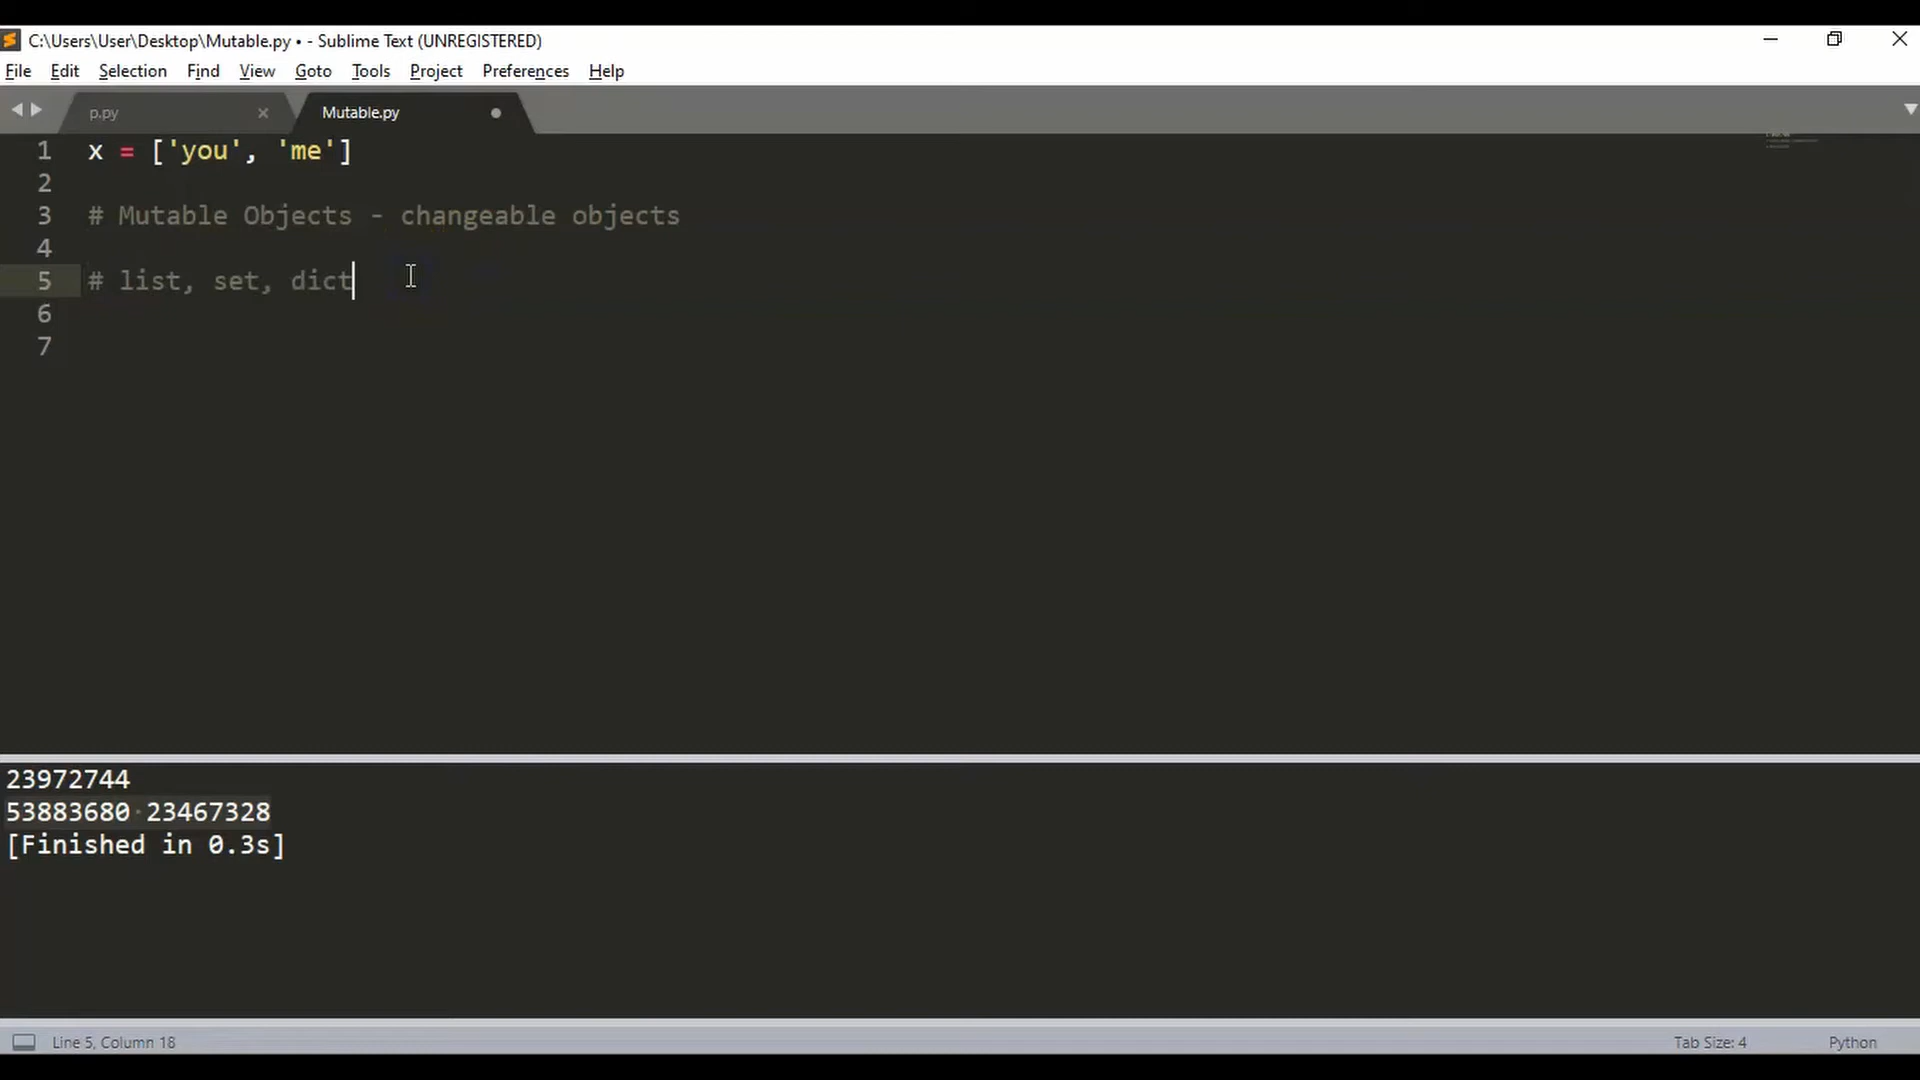 C:\Users\User\Desktop\Mutable.py • - Sublime Text (UNREGISTERED)
File Edit Selection Find View Goto Tools Project Preferences Help
p.py Mutable.py
1 x = ['you', 'me']
2
3 # Mutable Objects - changeable objects
4
5 # list, set, dict
6
7
23972744
53883680 23467328
[Finished in 0.3s]
Line 5, Column 18 Tab Size: 4 Python